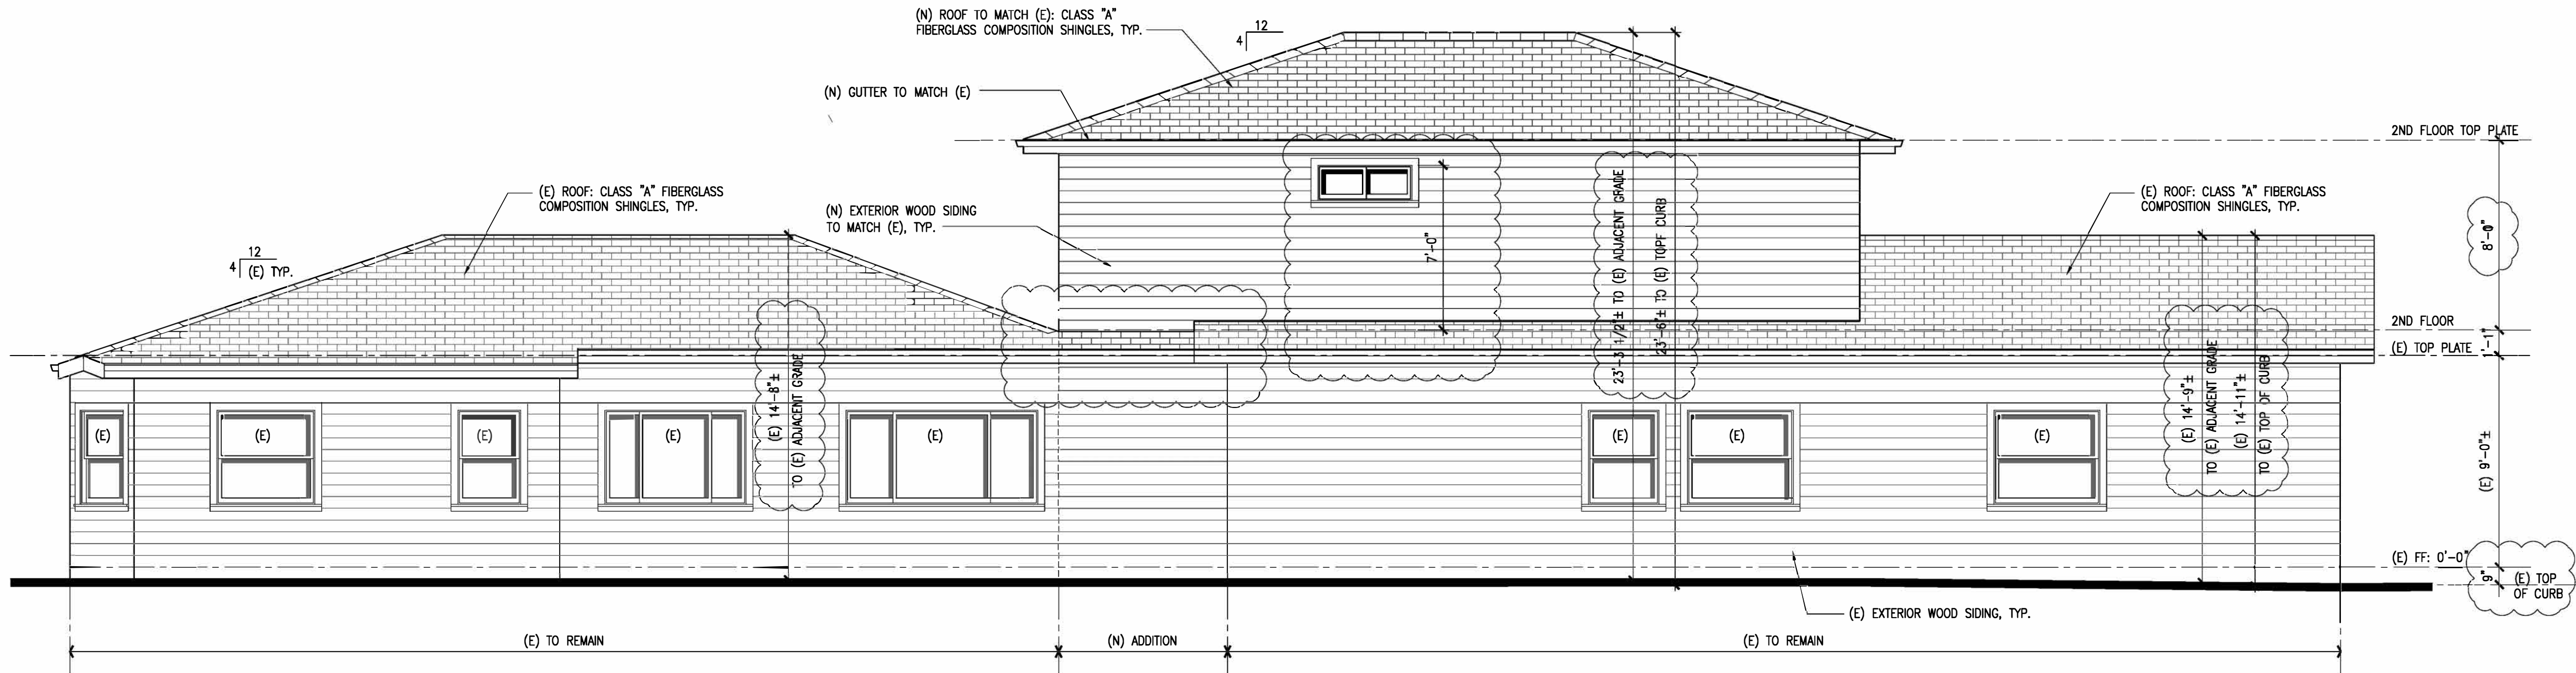 (N) ROOF TO MATCH (E): CLASS "A"
FIBERGLASS COMPOSITION SHINGLES, TYP.
12
4
(N) GUTTER TO MATCH (E)
2ND FLOOR TOP PLATE
(E) ROOF: CLASS "A" FIBERGLASS
COMPOSITION SHINGLES, TYP.
(N) EXTERIOR WOOD SIDING
TO MATCH (E), TYP.
(E) ROOF: CLASS "A" FIBERGLASS
COMPOSITION SHINGLES, TYP.
12
4
(E) TYP.
7'-0"
23'-3 1/2"± TO (E) ADJACENT GRADE
23'-6"± TO (E) TOPF CURB
8'-0"
2ND FLOOR
1'-1"
(E) TOP PLATE
(E) 14'-8"±
TO (E) ADJACENT GRADE
(E) 14'-9"±
TO (E) ADJACENT GRADE
(E) 14'-11"±
TO (E) TOP OF CURB
(E)
(E)
(E)
(E)
(E)
(E)
(E)
(E)
(E) 9'-0"±
(E) FF: 0'-0"
9"
(E) TOP
OF CURB
(E) EXTERIOR WOOD SIDING, TYP.
(E) TO REMAIN
(N) ADDITION
(E) TO REMAIN